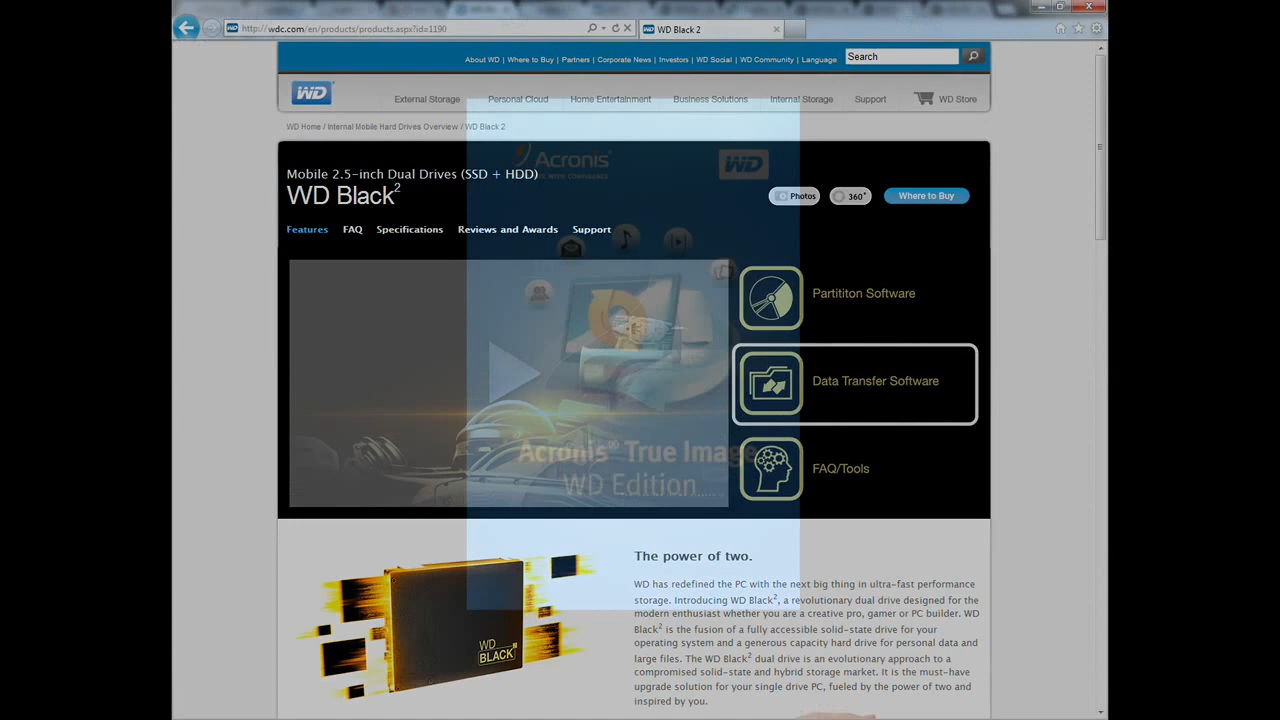 http://wdc.com/en/products/products.aspx?id=1190
WD Black 2
About WD | Where to Buy | Partners | Corporate News | Investors | WD Social | WD Community | Language
Search
WD
External Storage Personal Cloud Home Entertainment Business Solutions Internal Storage Support WD Store
WD Home / Internal Mobile Hard Drives Overview / WD Black 2
Acronis
WD
Mobile 2.5-inch Dual Drives (SSD + HDD)
WD Black²
Photos 360° Where to Buy
Features FAQ Specifications Reviews and Awards Support
Partititon Software
Data Transfer Software
Acronis® True Image
WD Edition
FAQ/Tools
The power of two.
WD has redefined the PC with the next big thing in ultra-fast performance
storage. Introducing WD Black², a revolutionary dual drive designed for the
modern enthusiast whether you are a creative pro, gamer or PC builder. WD
Black² is the fusion of a fully accessible solid-state drive for your
operating system and a generous capacity hard drive for personal data and
large files. The WD Black² dual drive is an evolutionary approach to a
compromised solid-state and hybrid storage market. It is the must-have
upgrade solution for your single drive PC, fueled by the power of two and
inspired by you.
WD
BLACK²